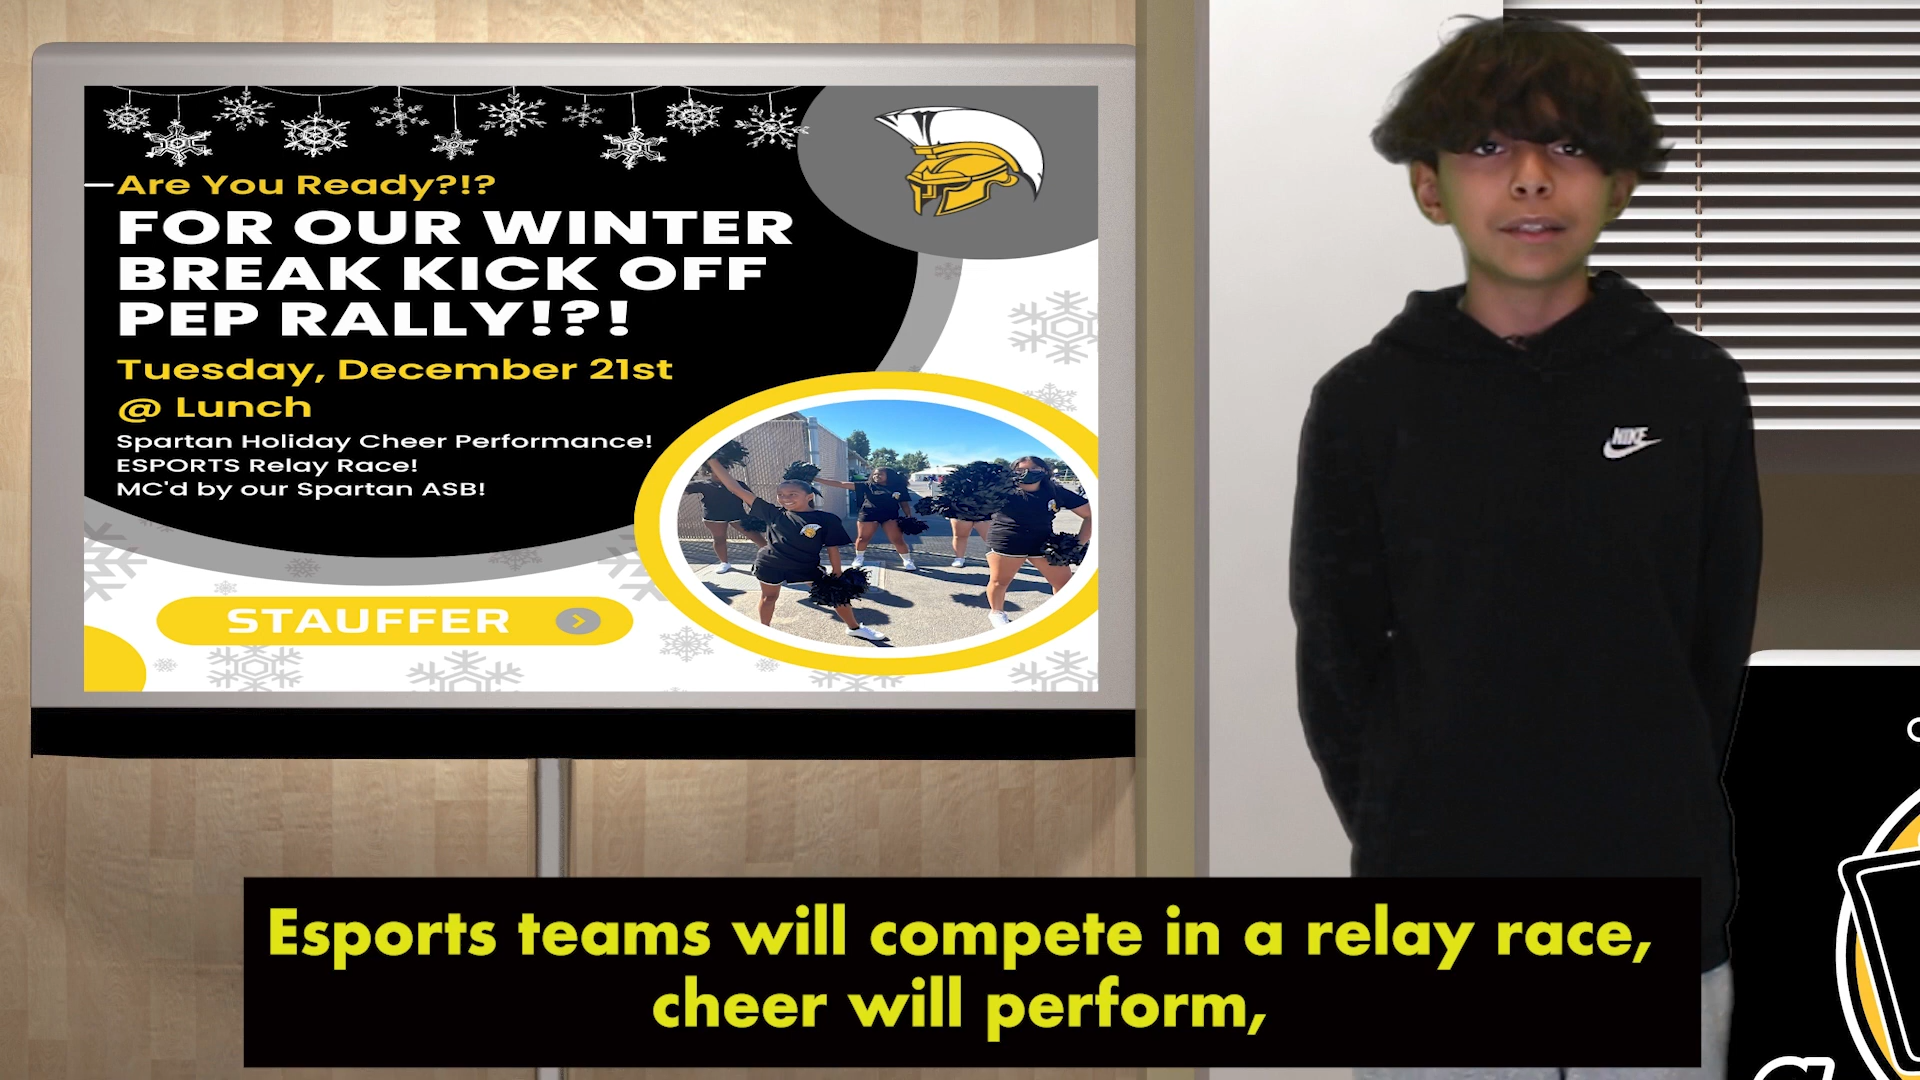 Are You Ready?!?
FOR OUR WINTER
BREAK KICK OFF
PEP RALLY!?!
Tuesday, December 21st
@ Lunch
Spartan Holiday Cheer Performance!
ESPORTS Relay Race!
MC'd by our Spartan ASB!
STAUFFER
NIKE
Esports teams will compete in a relay race,
cheer will perform,